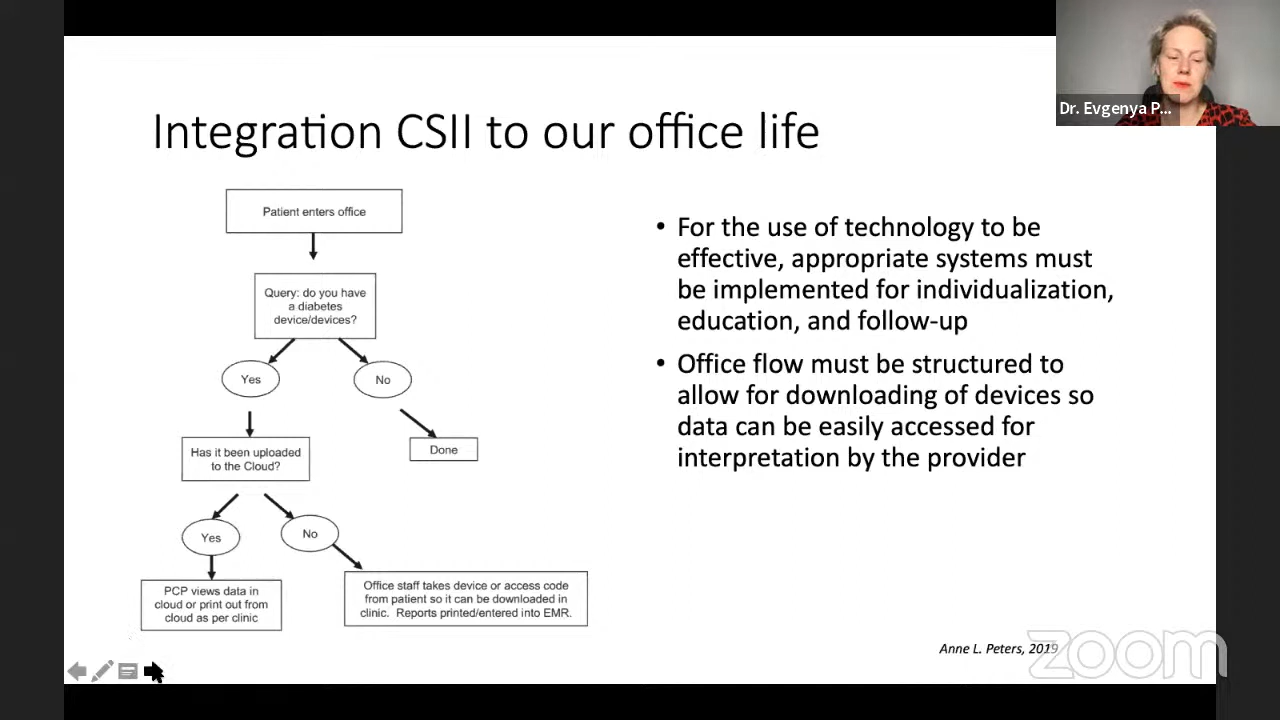 Dr. Evgenya P...
Integration CSII to our office life
Patient enters office
Query: do you have
a diabetes
device/devices?
Yes
No
Has it been uploaded
to the Cloud?
Done
Yes
No
PCP views data in
cloud or print out from
cloud as per clinic
Office staff takes device or access code
from patient so it can be downloaded in
clinic. Reports printed/entered into EMR.
• For the use of technology to be
effective, appropriate systems must
be implemented for individualization,
education, and follow-up
• Office flow must be structured to
allow for downloading of devices so
data can be easily accessed for
interpretation by the provider
Anne L. Peters, 2019
zoom